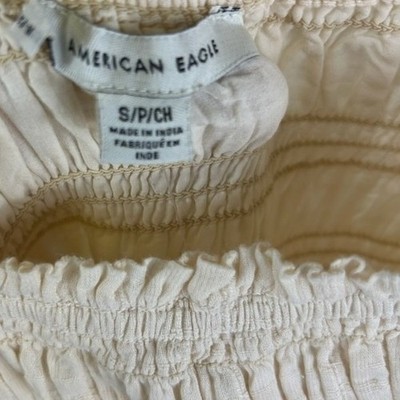 AMERICAN EAGLE
S/P/CH
MADE IN INDIA
FABRIQUÉ EN
INDE